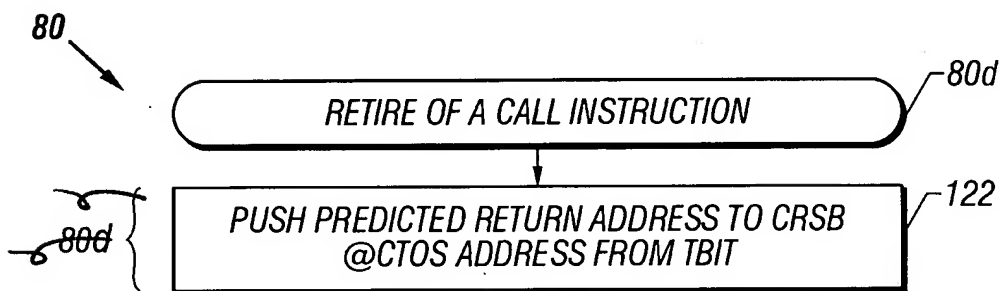 80
80d
RETIRE OF A CALL INSTRUCTION
122
PUSH PREDICTED RETURN ADDRESS TO CRSB
@CTOS ADDRESS FROM TBIT
80d